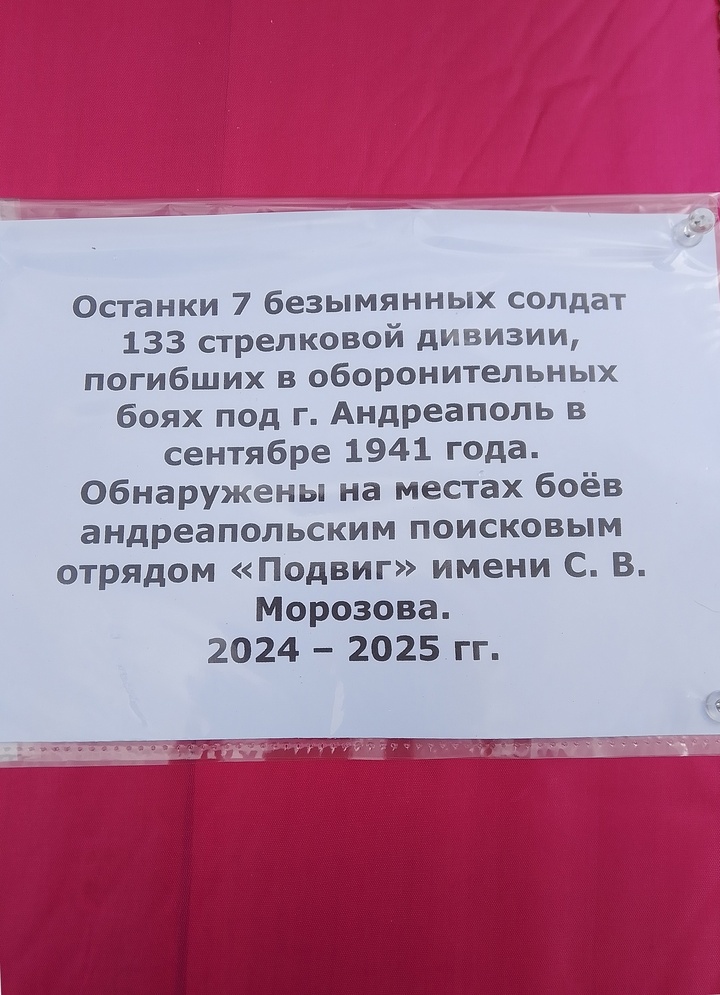 Останки 7 безымянных солдат
133 стрелковой дивизии,
погибших в оборонительных
боях под г. Андреаполь в
сентябре 1941 года.
Обнаружены на местах боёв
андреапольским поисковым
отрядом «Подвиг» имени С. В.
Морозова.
2024 – 2025 гг.